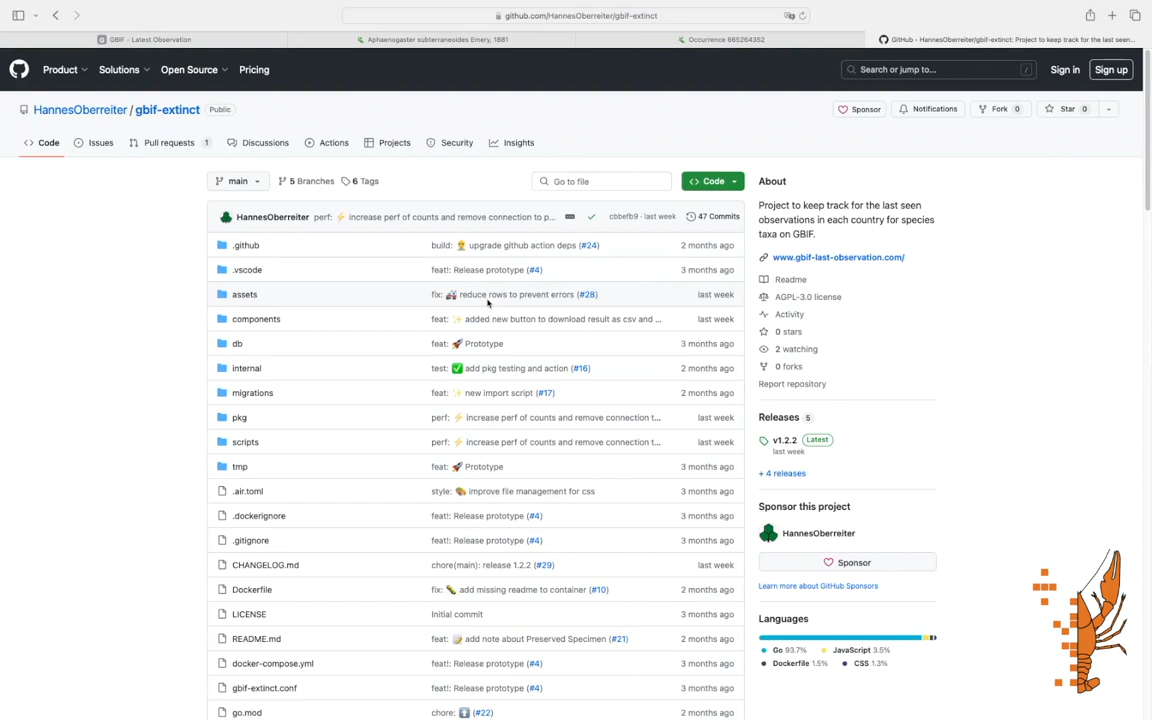 github.com/HannesOberreiter/gbif-extinct
GBIF - Latest Observation
Aphaenogaster subterraneoides Emery, 1881
Occurrence 865264352
GitHub - HannesOberreiter/gbif-extinct: Project to keep track for the last seen...
Product
Solutions
Open Source
Pricing
Search or jump to...
/
Sign in
Sign up
HannesOberreiter / gbif-extinct
Public
Sponsor
Notifications
Fork 0
Star 0
Code
Issues
Pull requests 1
Discussions
Actions
Projects
Security
Insights
main
5 Branches
6 Tags
Go to file
Code
HannesOberreiter perf: ⚡ increase perf of counts and remove connection to p... ✓ cbbefb9 · last week 47 Commits
.github build: 👷 upgrade github action deps (#24) 2 months ago
.vscode feat!: Release prototype (#4) 3 months ago
assets fix: 🚑 reduce rows to prevent errors (#28) last week
components feat: ✨ added new button to download result as csv and ... last week
db feat: 🚀 Prototype 3 months ago
internal test: ✅ add pkg testing and action (#16) 2 months ago
migrations feat: ✨ new import script (#17) 2 months ago
pkg perf: ⚡ increase perf of counts and remove connection t... last week
scripts perf: ⚡ increase perf of counts and remove connection t... last week
tmp feat: 🚀 Prototype 3 months ago
.air.toml style: 🎨 improve file management for css 3 months ago
.dockerignore feat!: Release prototype (#4) 3 months ago
.gitignore feat!: Release prototype (#4) 3 months ago
CHANGELOG.md chore(main): release 1.2.2 (#29) last week
Dockerfile fix: 🐛 add missing readme to container (#10) 2 months ago
LICENSE Initial commit 3 months ago
README.md feat: 📝 add note about Preserved Specimen (#21) 2 months ago
docker-compose.yml feat!: Release prototype (#4) 3 months ago
gbif-extinct.conf feat!: Release prototype (#4) 3 months ago
go.mod chore: ⬆️ (#22) 2 months ago
About
Project to keep track for the last seen
observations in each country for species
taxa on GBIF.
www.gbif-last-observation.com/
Readme
AGPL-3.0 license
Activity
0 stars
2 watching
0 forks
Report repository
Releases 5
v1.2.2 Latest
last week
+ 4 releases
Sponsor this project
HannesOberreiter
Sponsor
Learn more about GitHub Sponsors
Languages
Go 93.7% JavaScript 3.5%
Dockerfile 1.5% CSS 1.3%